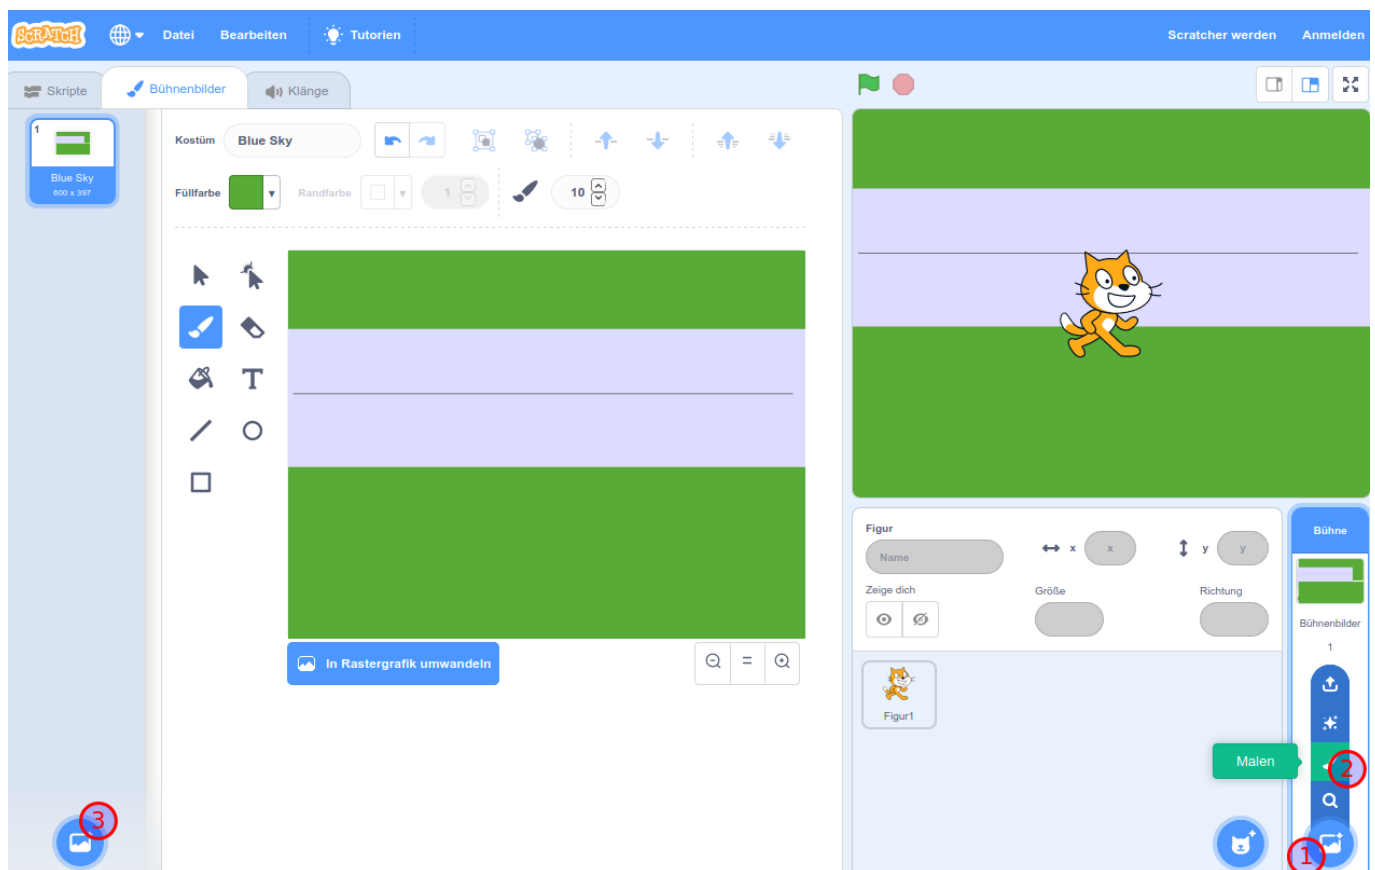 SCRATCH
Datei
Bearbeiten
Tutorien
Scratcher werden
Anmelden
Skripte
Bühnenbilder
Klänge
1
Blue Sky
600 x 397
Kostüm
Blue Sky
Füllfarbe
Randfarbe
1
10
In Rastergrafik umwandeln
=
Figur
Name
x
x
y
y
Zeige dich
Größe
Richtung
Figur1
Bühne
Bühnenbilder
1
Malen
2
3
1